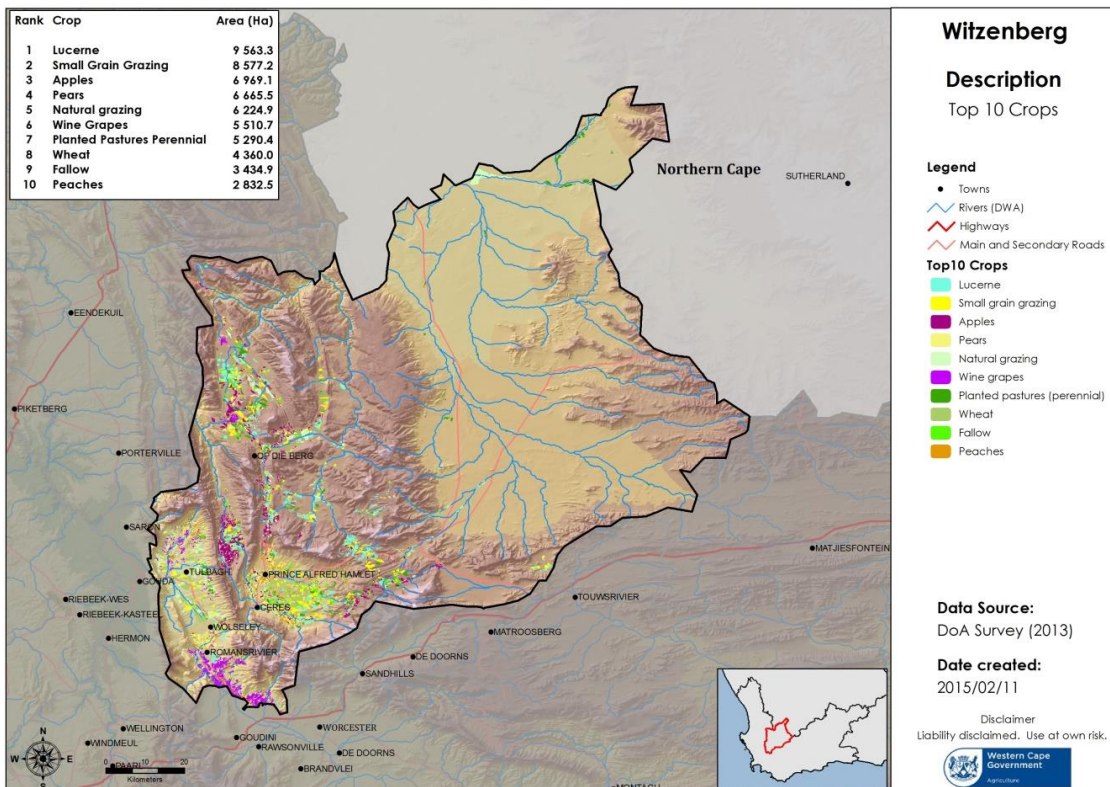 Rank Crop Area (Ha)
1 Lucerne 9 563.3
2 Small Grain Grazing 8 577.2
3 Apples 6 969.1
4 Pears 6 665.5
5 Natural grazing 6 224.9
6 Wine Grapes 5 510.7
7 Planted Pastures Perennial 5 290.4
8 Wheat 4 360.0
9 Fallow 3 434.9
10 Peaches 2 832.5
Northern Cape
SUTHERLAND
EENDEKUIL
PIKETBERG
PORTERVILLE
OP DIE BERG
SARON
MATJIESFONTEIN
TULBAGH
PRINCE ALFRED HAMLET
GOUDA
RIEBEEK-WES
TOUWSRIVIER
CERES
RIEBEEK-KASTEEL
WOLSELEY
MATROOSBERG
HERMON
ROMANSRIVIER
DE DOORNS
SANDHILLS
WELLINGTON
WORCESTER
GOUDINI
WINDMEUL
RAWSONVILLE
DE DOORNS
PAARL
BRANDVLEI
MONTAGU
N
W E
S
10 0 20
Kilometers
Witzenberg
Description
Top 10 Crops
Legend
Towns
Rivers (DWA)
Highways
Main and Secondary Roads
Top10 Crops
Lucerne
Small grain grazing
Apples
Pears
Natural grazing
Wine grapes
Planted pastures (perennial)
Wheat
Fallow
Peaches
Data Source:
DoA Survey (2013)
Date created:
2015/02/11
Disclaimer
Liability disclaimed. Use at own risk.
Western Cape
Government
Agriculture